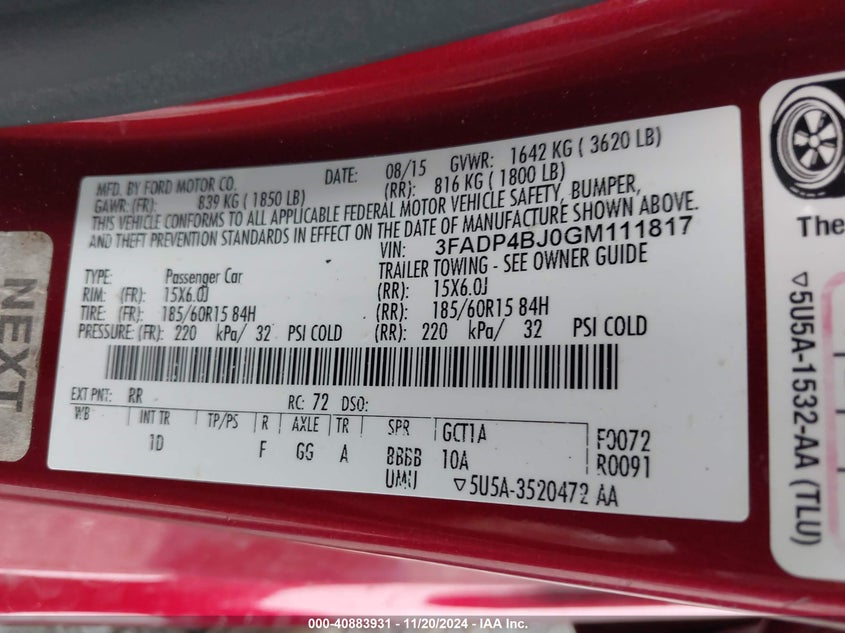 MFD. BY FORD MOTOR CO. DATE: 08/15 GVWR: 1642 KG ( 3620 LB)
GAWR: (FR): 839 KG ( 1850 LB) (RR): 816 KG ( 1800 LB)
THIS VEHICLE CONFORMS TO ALL APPLICABLE FEDERAL MOTOR VEHICLE SAFETY, BUMPER,
AND THEFT PREVENTION STANDARDS IN EFFECT ON THE DATE OF MANUFACTURE SHOWN ABOVE.
VIN: 3FADP4BJ0GM111817
TYPE: Passenger Car TRAILER TOWING - SEE OWNER GUIDE
RIM: (FR): 15X6.0J (RR): 15X6.0J
TIRE: (FR): 185/60R15 84H (RR): 185/60R15 84H
PRESSURE: (FR): 220 kPa/ 32 PSI COLD (RR): 220 kPa/ 32 PSI COLD
EXT PNT: RR RC: 72 DSO:
WB INT TR TP/PS R AXLE TR SPR GCT1A F0072
1D F GG A BBBB 10A R0091
UMU ▽5U5A-3520472 AA
NEXT
The
▽5U5A-1532-AA (TLU)
000-40883931 - 11/20/2024 - IAA Inc.